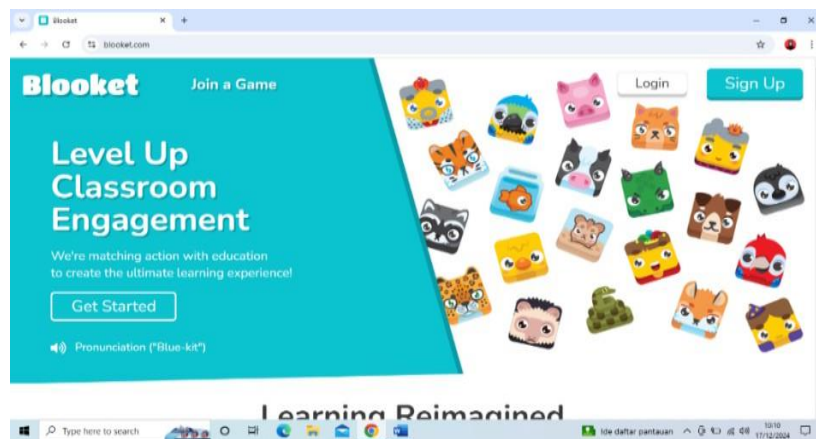 Blooket
blooket.com
Blooket
Join a Game
Login
Sign Up
Level Up
Classroom
Engagement
We're matching action with education
to create the ultimate learning experience!
Get Started
Pronunciation ("Blue-kit")
Learning Reimagined
Type here to search
Ide daftar pantauan
10:10
17/12/2024